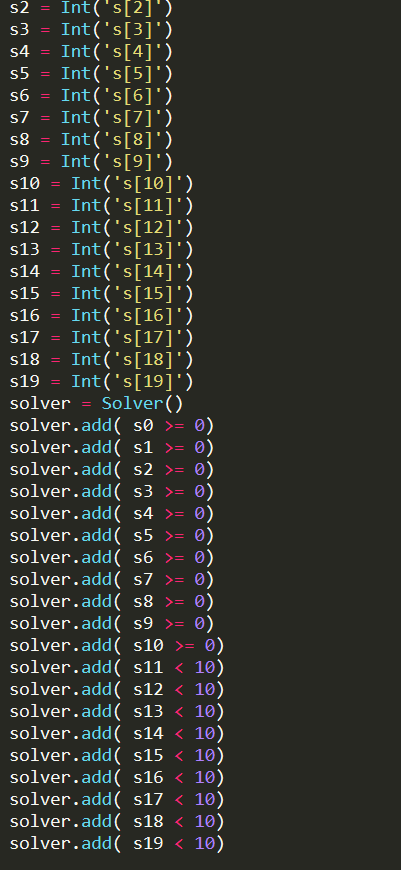 s2 = Int('s[2]')
s3 = Int('s[3]')
s4 = Int('s[4]')
s5 = Int('s[5]')
s6 = Int('s[6]')
s7 = Int('s[7]')
s8 = Int('s[8]')
s9 = Int('s[9]')
s10 = Int('s[10]')
s11 = Int('s[11]')
s12 = Int('s[12]')
s13 = Int('s[13]')
s14 = Int('s[14]')
s15 = Int('s[15]')
s16 = Int('s[16]')
s17 = Int('s[17]')
s18 = Int('s[18]')
s19 = Int('s[19]')
solver = Solver()
solver.add( s0 >= 0)
solver.add( s1 >= 0)
solver.add( s2 >= 0)
solver.add( s3 >= 0)
solver.add( s4 >= 0)
solver.add( s5 >= 0)
solver.add( s6 >= 0)
solver.add( s7 >= 0)
solver.add( s8 >= 0)
solver.add( s9 >= 0)
solver.add( s10 >= 0)
solver.add( s11 < 10)
solver.add( s12 < 10)
solver.add( s13 < 10)
solver.add( s14 < 10)
solver.add( s15 < 10)
solver.add( s16 < 10)
solver.add( s17 < 10)
solver.add( s18 < 10)
solver.add( s19 < 10)